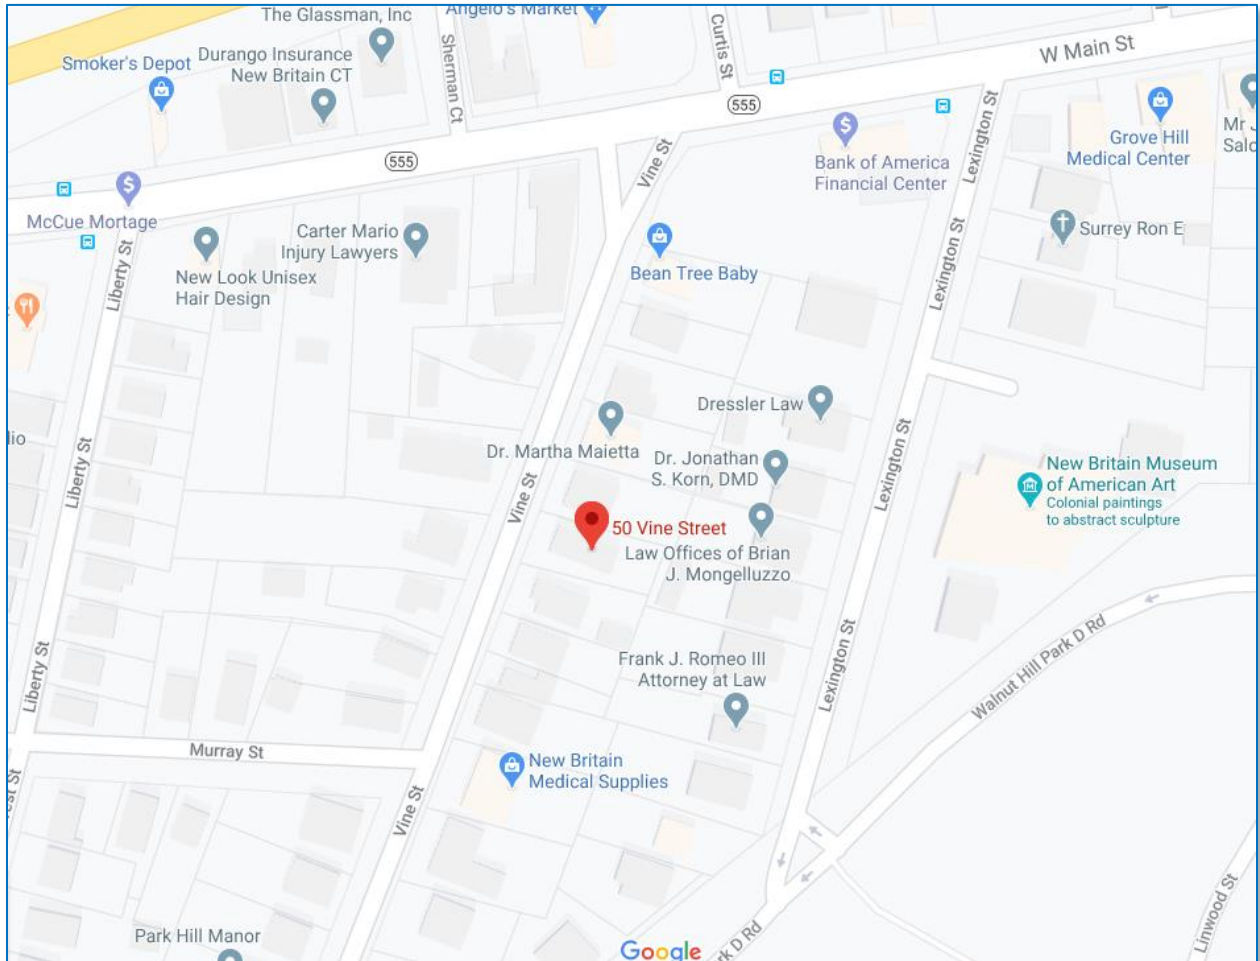 The Glassman, Inc
Angelo's Market
Curtis St
Sherman Ct
W Main St
Durango Insurance
New Britain CT
Smoker's Depot
555
Grove Hill
Medical Center
Bank of America
Financial Center
Lexington St
Vine St
555
McCue Mortage
Carter Mario
Injury Lawyers
Surrey Ron E
Liberty St
New Look Unisex
Hair Design
Bean Tree Baby
Lexington St
Dressler Law
Dr. Martha Maietta
Dr. Jonathan
S. Korn, DMD
Liberty St
Vine St
Lexington St
New Britain Museum
of American Art
Colonial paintings
to abstract sculpture
50 Vine Street
Law Offices of Brian
J. Mongelluzzo
Liberty St
Lexington St
Walnut Hill Park D Rd
Frank J. Romeo III
Attorney at Law
Murray St
New Britain
Medical Supplies
Vine St
Linwood St
Park Hill Manor
Google